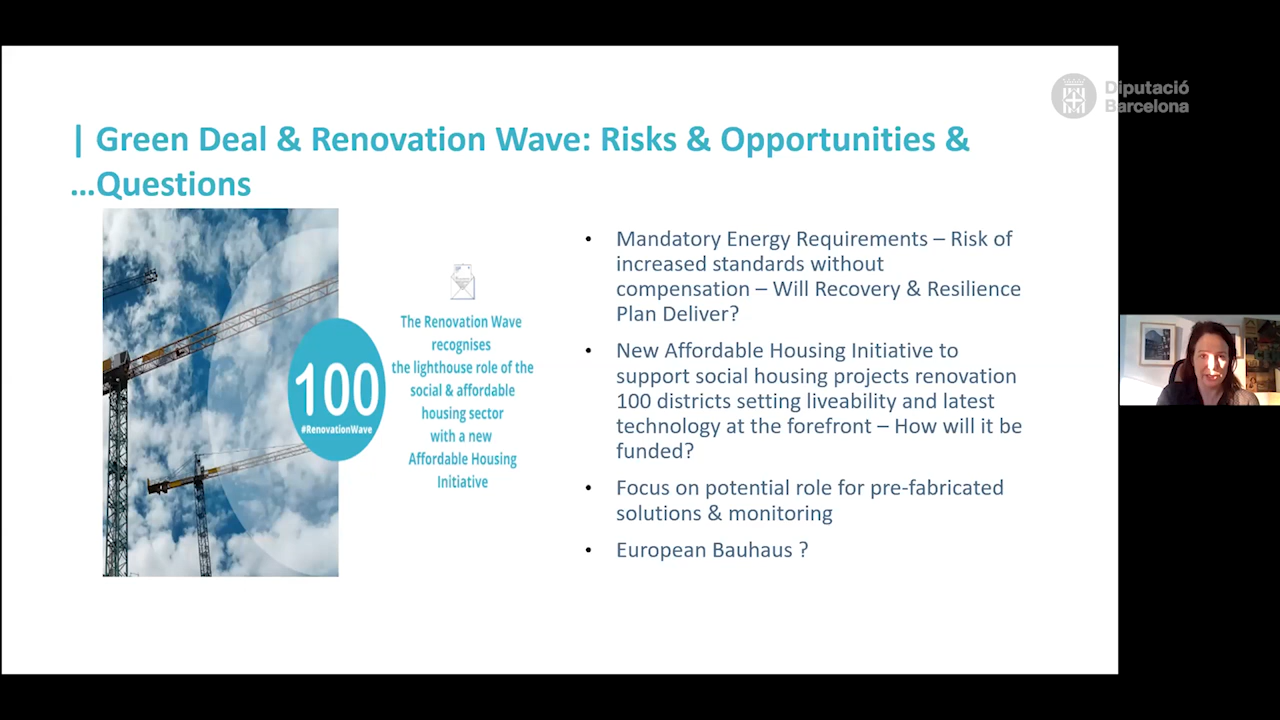 Diputació
Barcelona
| Green Deal & Renovation Wave: Risks & Opportunities &
…Questions
100
#RenovationWave
The Renovation Wave
recognises
the lighthouse role of the
social & affordable
housing sector
with a new
Affordable Housing
Initiative
• Mandatory Energy Requirements – Risk of
increased standards without
compensation – Will Recovery & Resilience
Plan Deliver?
• New Affordable Housing Initiative to
support social housing projects renovation
100 districts setting liveability and latest
technology at the forefront – How will it be
funded?
• Focus on potential role for pre-fabricated
solutions & monitoring
• European Bauhaus ?